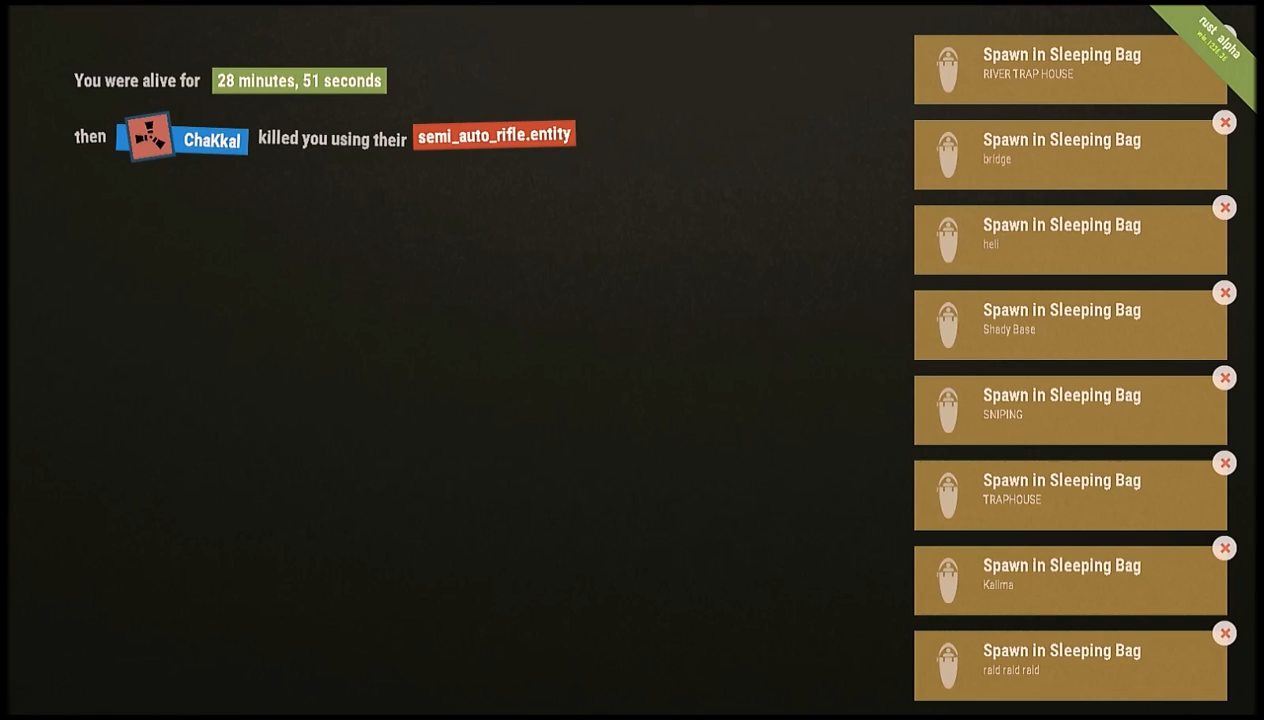 You were alive for 28 minutes, 51 seconds
then ChaKkal killed you using their semi_auto_rifle.entity
rust alpha
Spawn in Sleeping Bag
RIVER TRAP HOUSE
Spawn in Sleeping Bag
bridge
Spawn in Sleeping Bag
heli
Spawn in Sleeping Bag
Shady Base
Spawn in Sleeping Bag
SNIPING
Spawn in Sleeping Bag
TRAPHOUSE
Spawn in Sleeping Bag
Kalima
Spawn in Sleeping Bag
raid raid raid